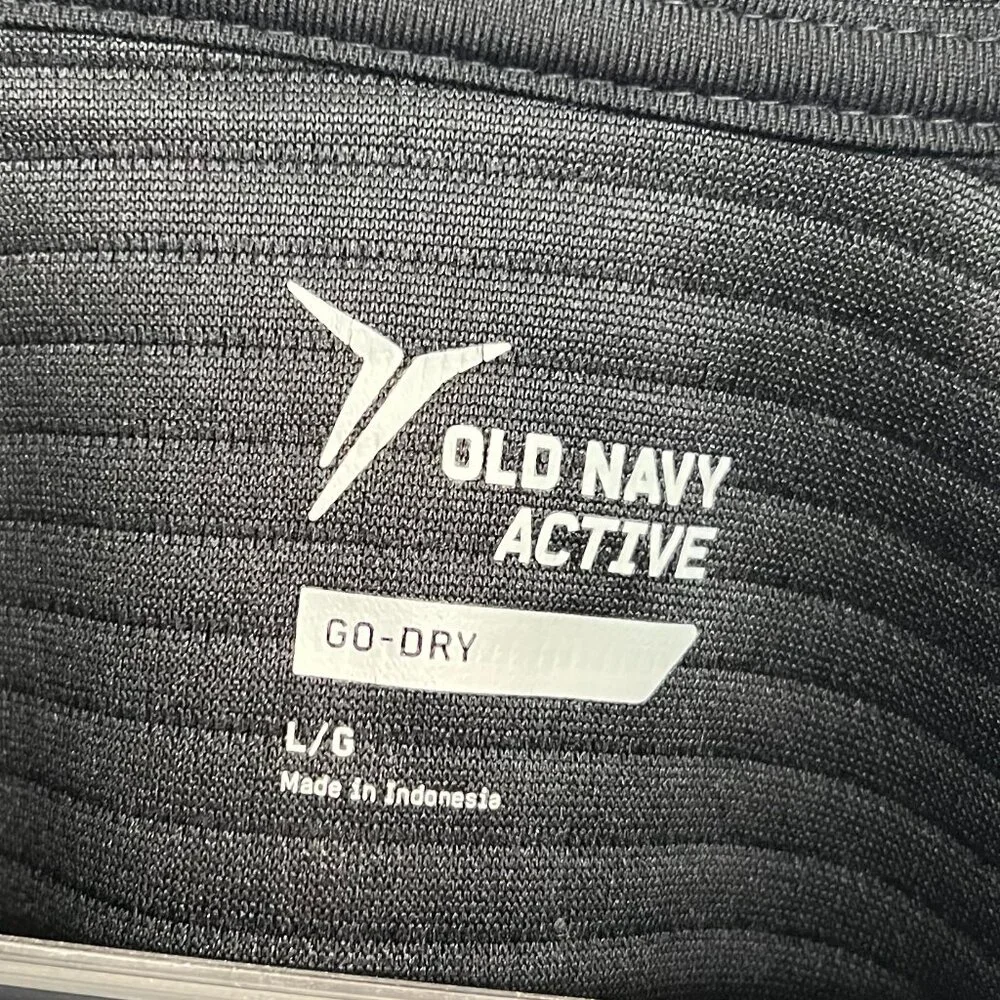 OLD NAVY
ACTIVE
GO-DRY
L/G
Made in Indonesia